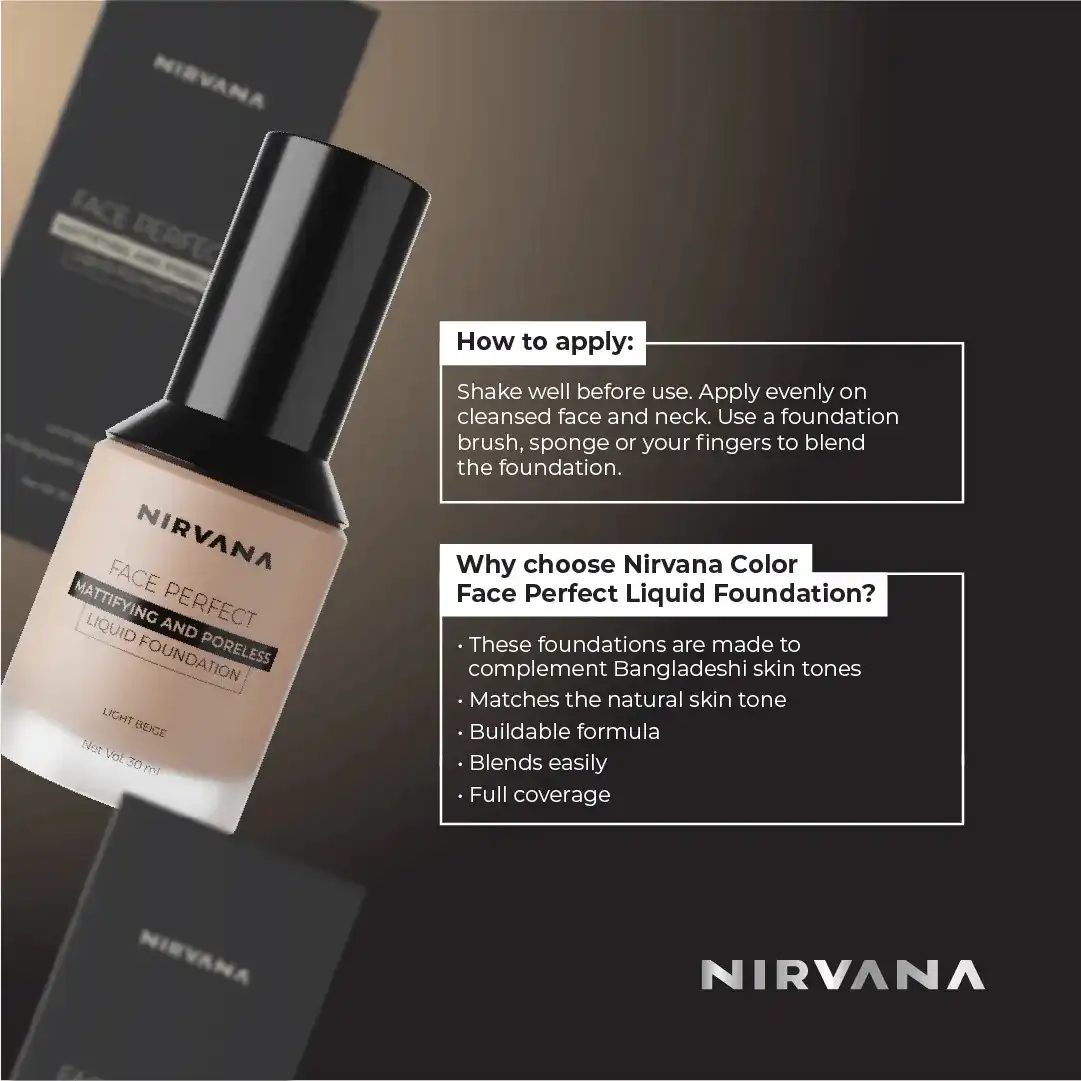 NIRVANA
FACE PERFECT
NIRVANA
FACE PERFECT
MATTIFYING AND PORELESS
LIQUID FOUNDATION
LIGHT BEIGE
Net Vol. 30 ml
How to apply:
Shake well before use. Apply evenly on
cleansed face and neck. Use a foundation
brush, sponge or your fingers to blend
the foundation.
Why choose Nirvana Color
Face Perfect Liquid Foundation?
• These foundations are made to
complement Bangladeshi skin tones
• Matches the natural skin tone
• Buildable formula
• Blends easily
• Full coverage
NIRVANA
NIRVANA